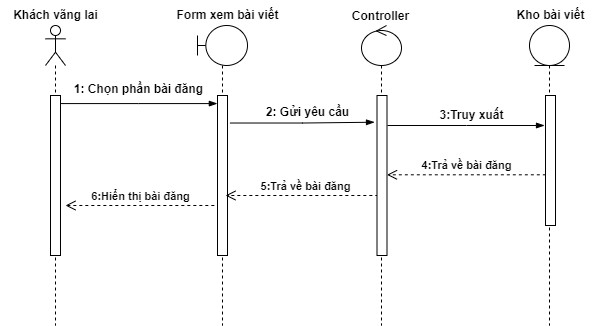 Khách vãng lai
Form xem bài viết
Controller
Kho bài viết
1: Chọn phần bài đăng
2: Gửi yêu cầu
3:Truy xuất
4:Trả về bài đăng
5:Trả về bài đăng
6:Hiển thị bài đăng